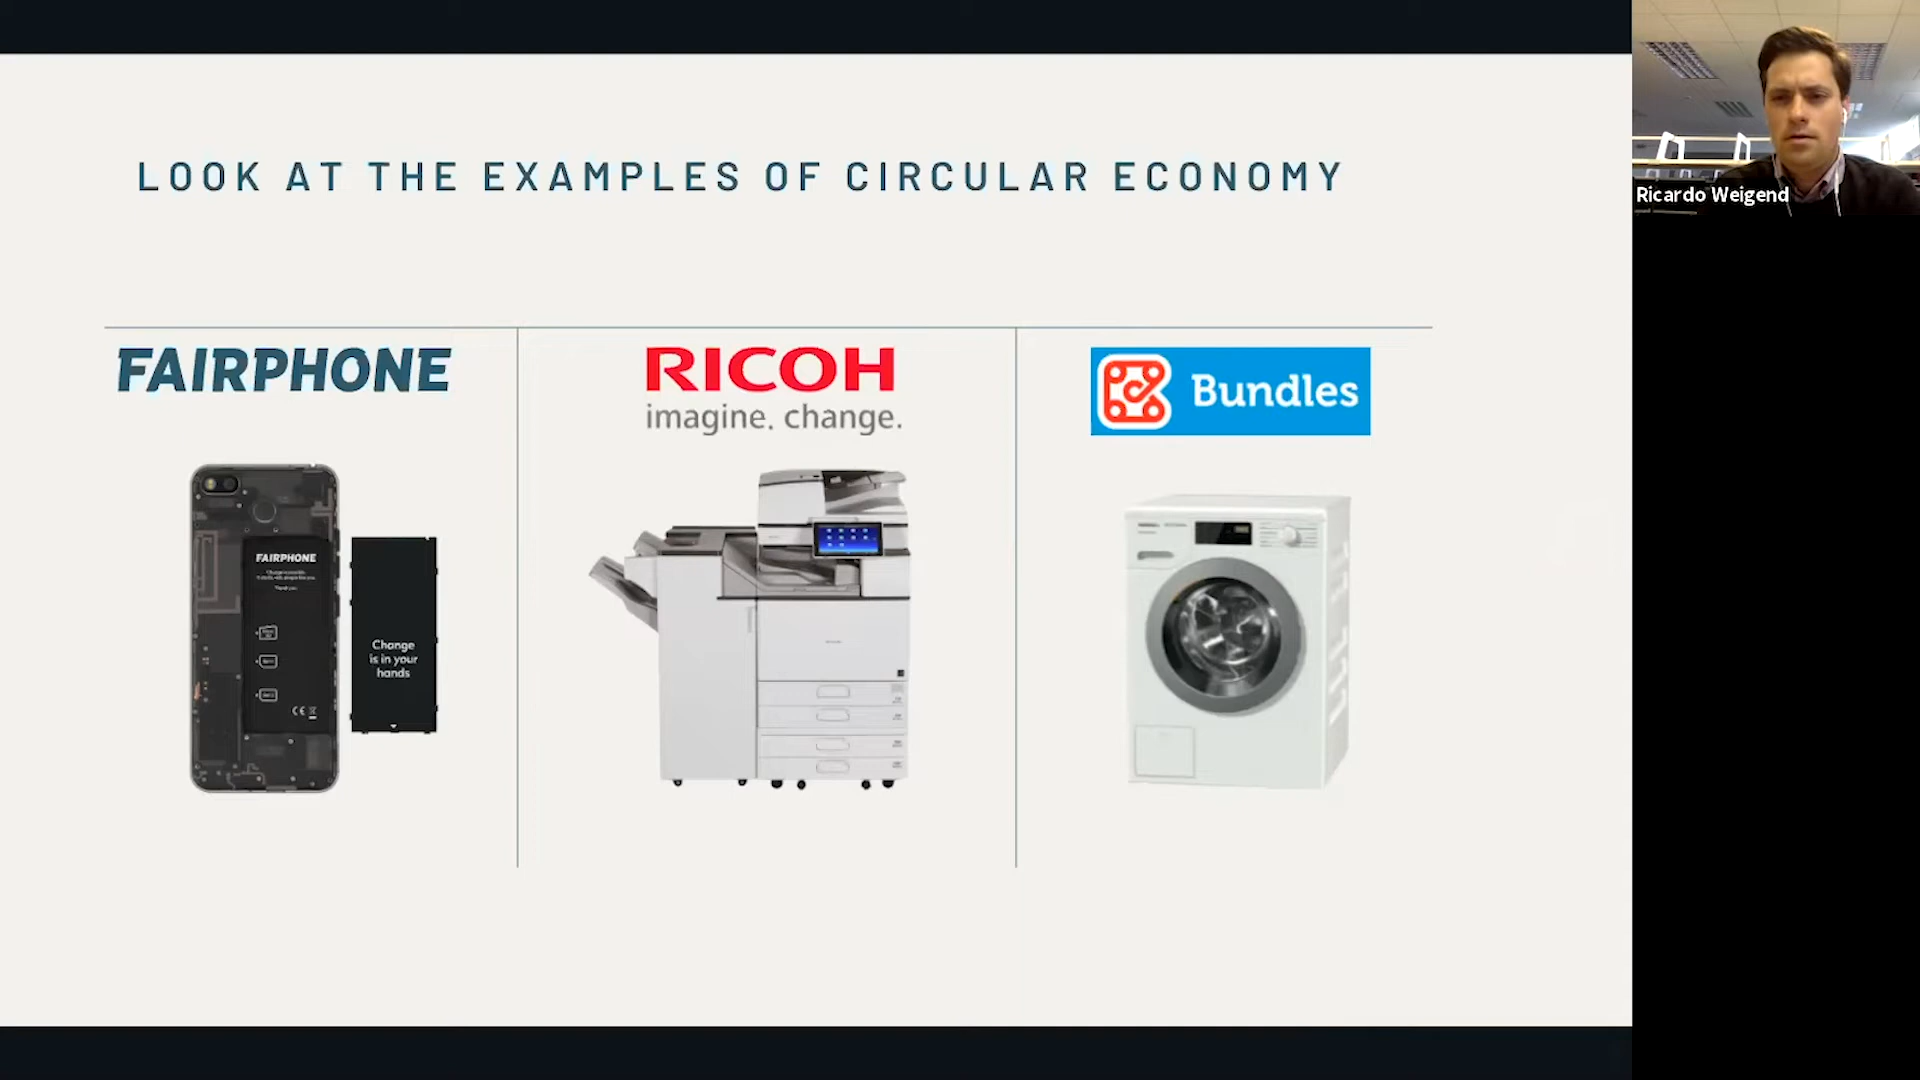 LOOK AT THE EXAMPLES OF CIRCULAR ECONOMY
FAIRPHONE
RICOH
imagine. change.
Bundles
FAIRPHONE
Change
is in your
hands
CE
Ricardo Weigend